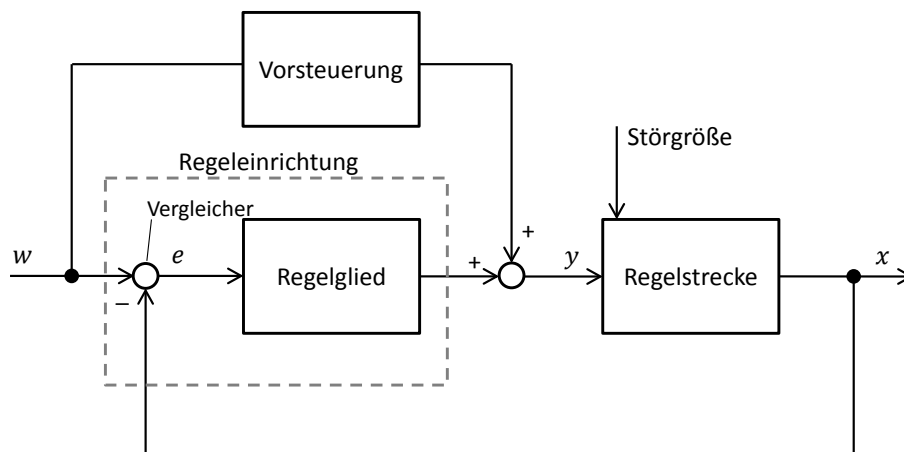 Vorsteuerung
Störgröße
Regeleinrichtung
Vergleicher
+
w
e
Regelglied
+
y
Regelstrecke
x
−